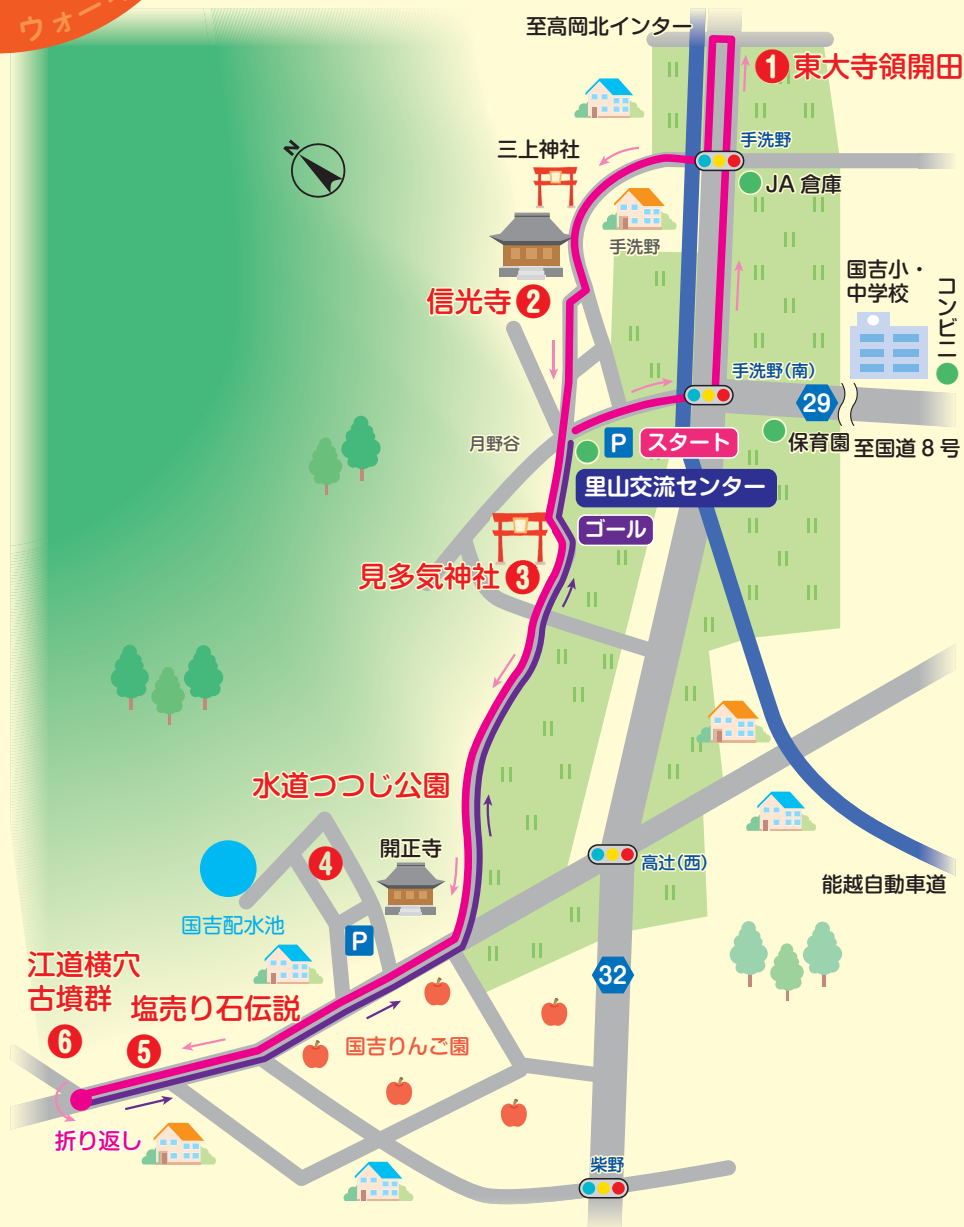 ウォー
至高岡北インター
1 東大寺領開田
手洗野
三上神社
JA 倉庫
N
手洗野
国吉小・
中学校
コンビニ
信光寺 2
手洗野(南)
29
月野谷
P スタート
保育園
至国道8号
里山交流センター
ゴール
見多気神社 3
水道つつじ公園
4
開正寺
高辻(西)
能越自動車道
国吉配水池
P
32
江道横穴
古墳群
6
塩売り石伝説
5
国吉りんご園
折り返し
柴野